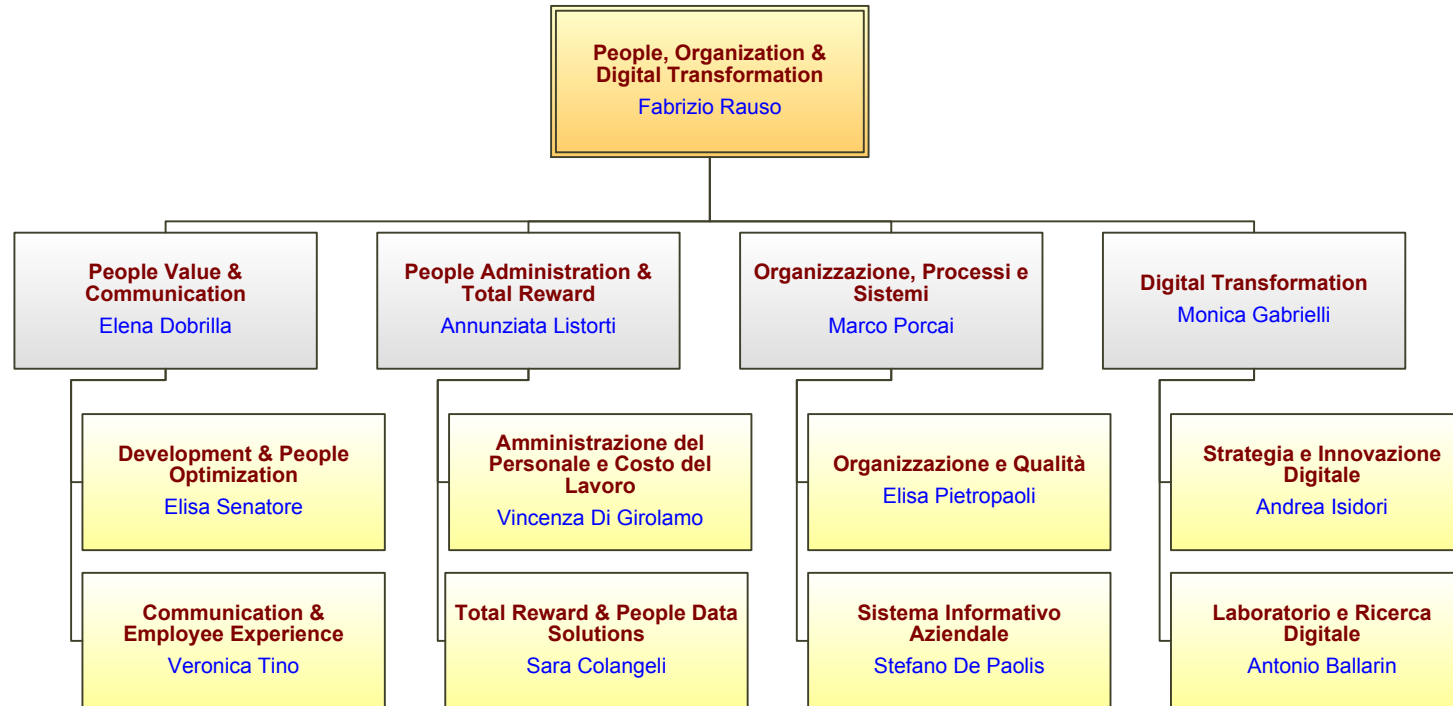 People, Organization &
Digital Transformation
Fabrizio Rauso
People Value &
Communication
Elena Dobrilla
People Administration &
Total Reward
Annunziata Listorti
Organizzazione, Processi e
Sistemi
Marco Porcai
Digital Transformation
Monica Gabrielli
Development & People
Optimization
Elisa Senatore
Amministrazione del
Personale e Costo del
Lavoro
Vincenza Di Girolamo
Organizzazione e Qualità
Elisa Pietropaoli
Strategia e Innovazione
Digitale
Andrea Isidori
Communication &
Employee Experience
Veronica Tino
Total Reward & People Data
Solutions
Sara Colangeli
Sistema Informativo
Aziendale
Stefano De Paolis
Laboratorio e Ricerca
Digitale
Antonio Ballarin